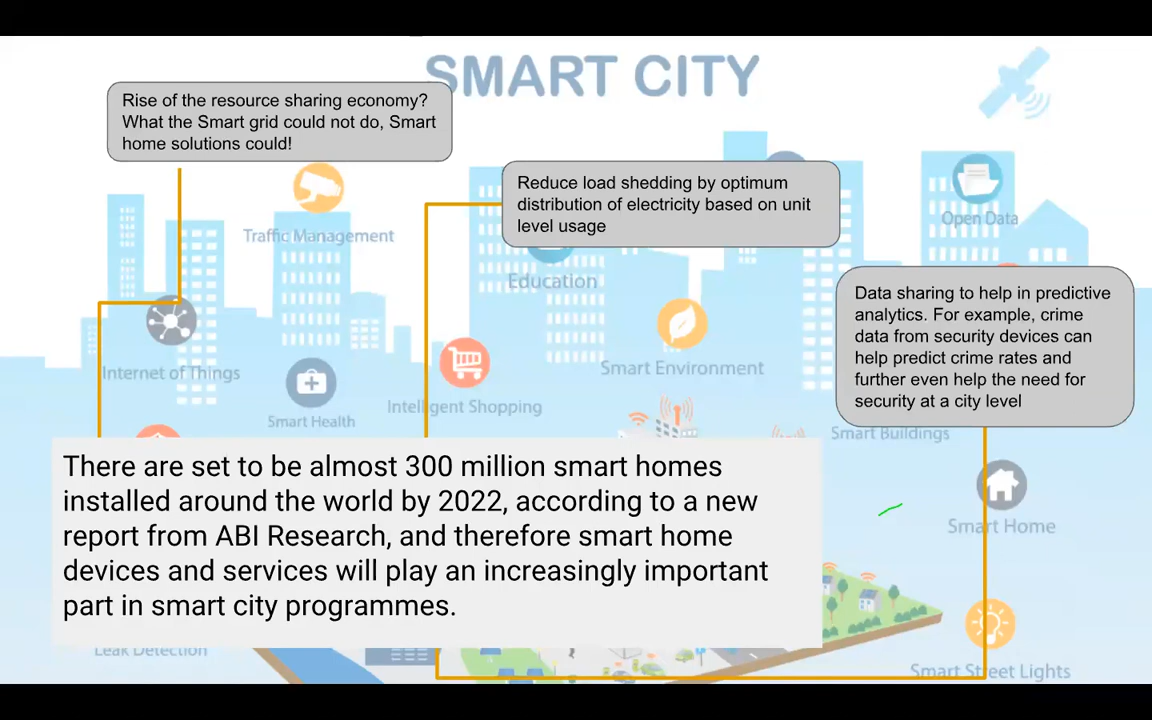 SMART CITY
Rise of the resource sharing economy?
What the Smart grid could not do, Smart
home solutions could!
Reduce load shedding by optimum
distribution of electricity based on unit
level usage
Traffic Management
Open Data
Education
Data sharing to help in predictive
analytics. For example, crime
data from security devices can
help predict crime rates and
further even help the need for
security at a city level
Internet of Things
Smart Environment
Smart Health
Intelligent Shopping
Smart Buildings
There are set to be almost 300 million smart homes
installed around the world by 2022, according to a new
report from ABI Research, and therefore smart home
devices and services will play an increasingly important
part in smart city programmes.
Smart Home
Leak Detection
Smart Street Lights